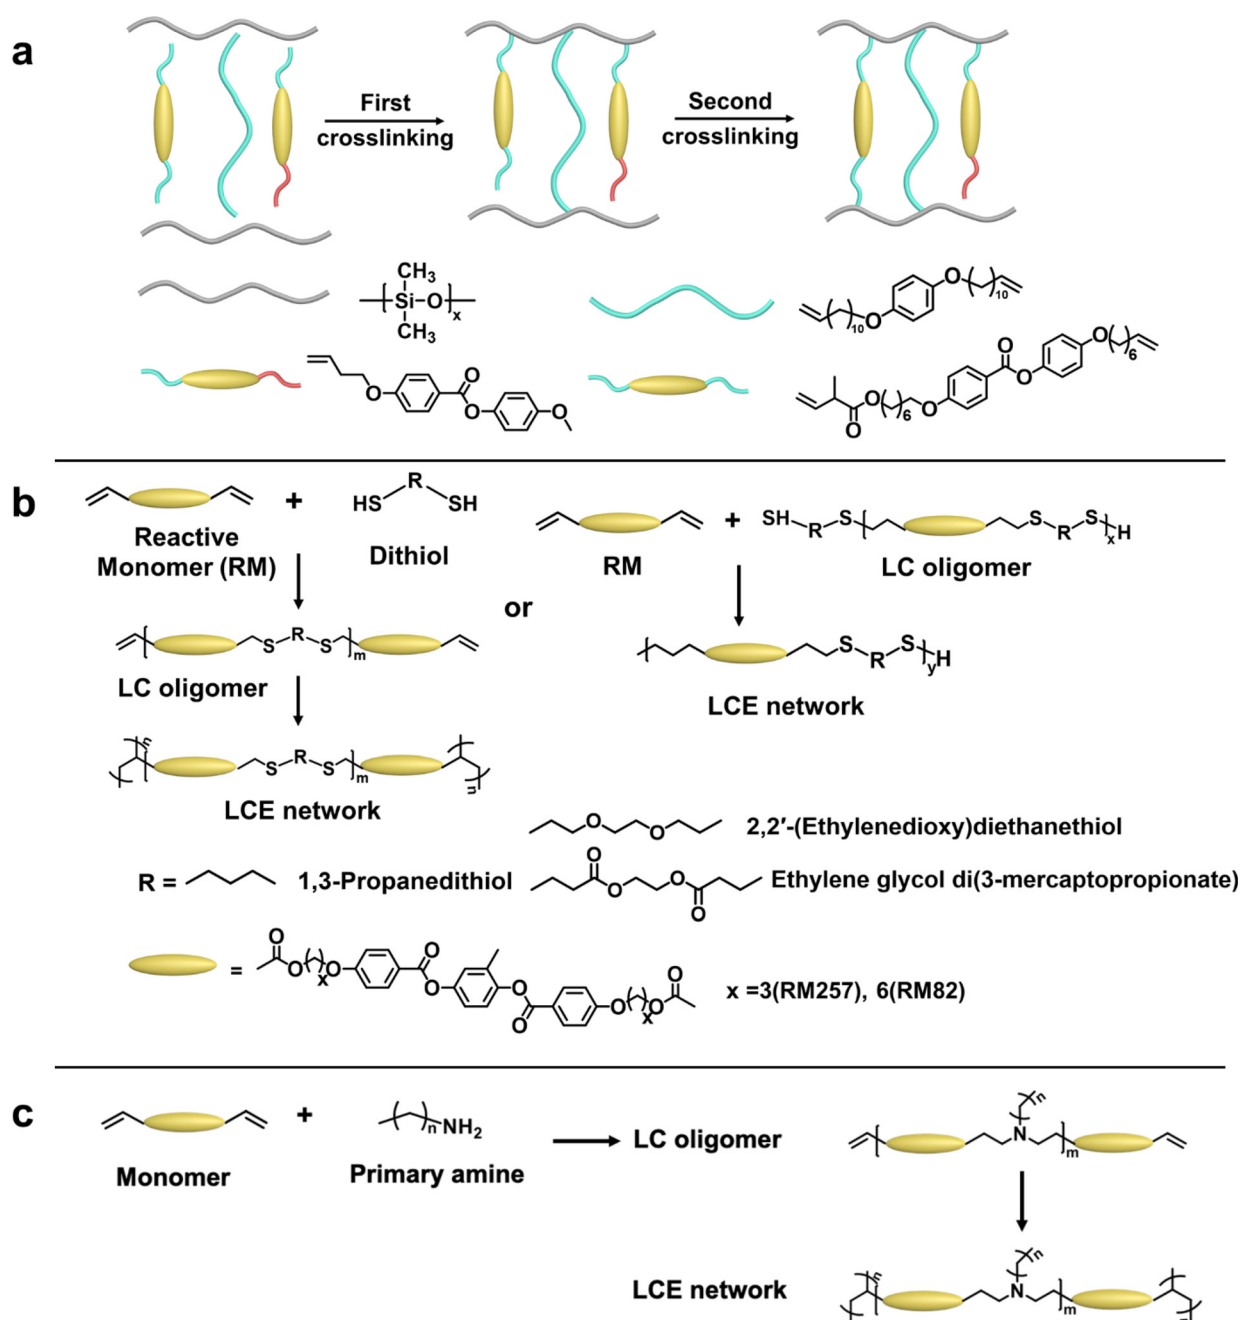 a
First
crosslinking
Second
crosslinking
CH3
Si—O
x
CH3
O
10
10
O
O
O
O
O
O
O
O
6
O
6
O
O
O
b
Reactive
Monomer (RM)
+
R
HS
SH
Dithiol
RM
+
SH
R
S
S
R
S
x
H
LC oligomer
or
S
R
S
m
LC oligomer
S
R
S
y
H
LCE network
n
S
R
S
m
n
LCE network
O
O
2,2′-(Ethylenedioxy)diethanethiol
R =
1,3-Propanedithiol
O
O
O
O
Ethylene glycol di(3-mercaptopropionate)
=
O
O
x
O
O
O
O
O
O
x
O
O
x =3(RM257), 6(RM82)
c
Monomer
+
n
NH2
Primary amine
LC oligomer
n
N
m
LCE network
n
n
N
m
n